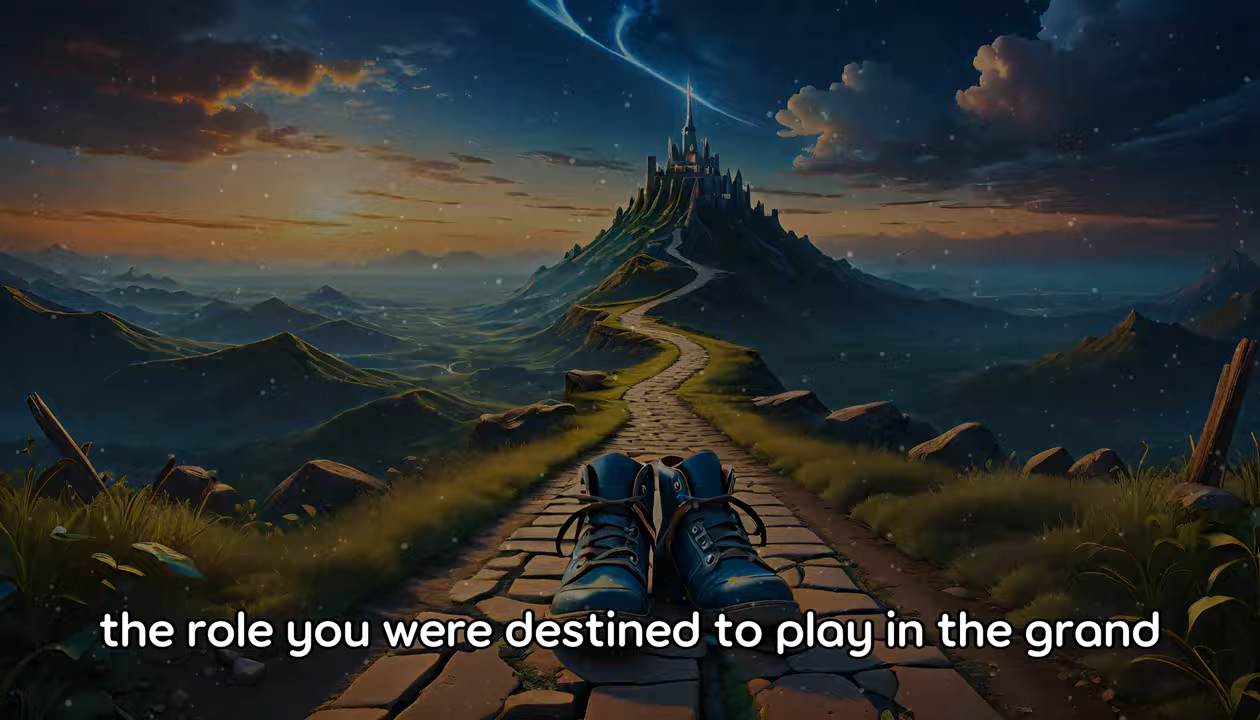 the role you were destined to play in the grand